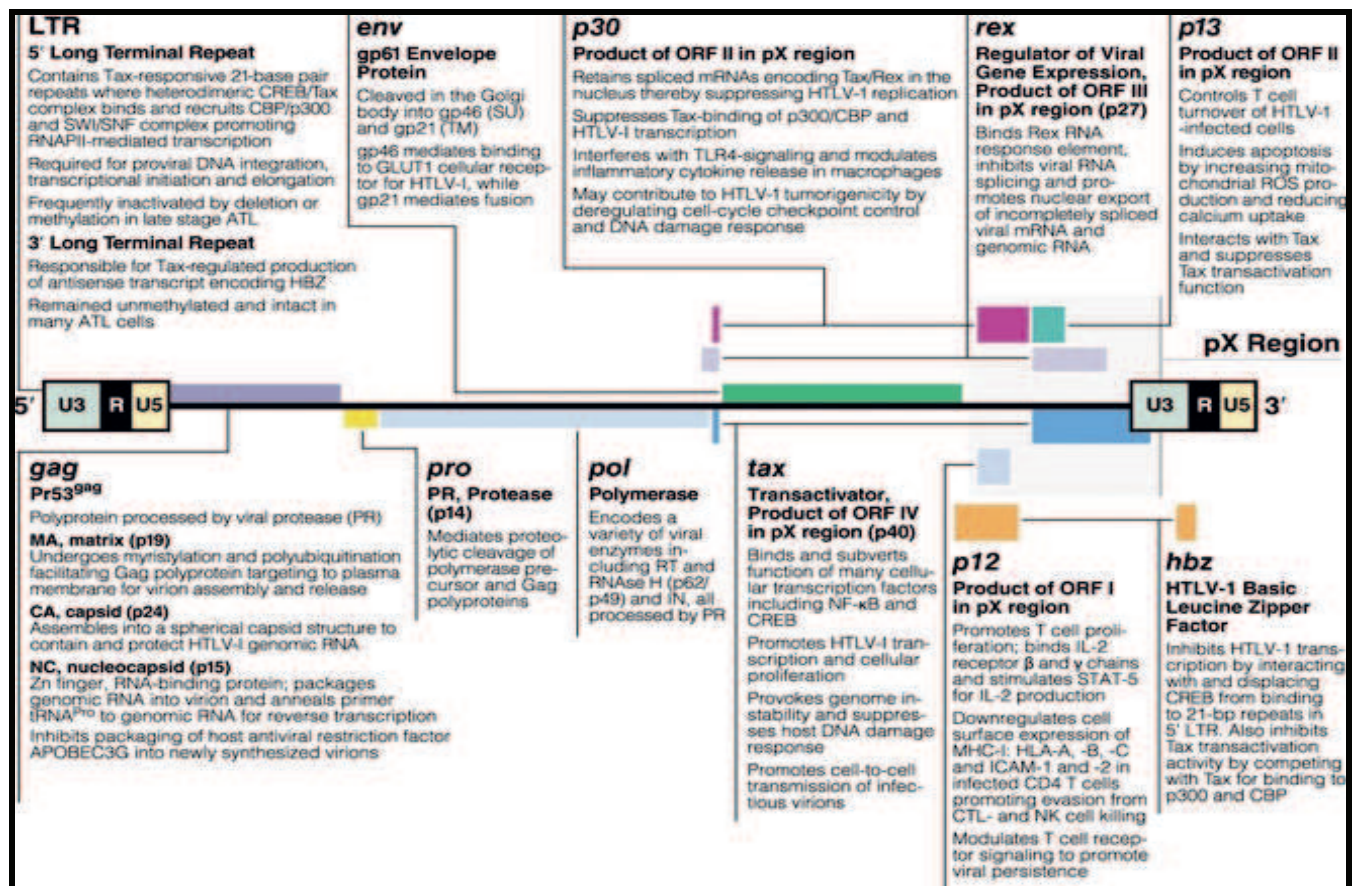 LTR
5′ Long Terminal Repeat
Contains Tax-responsive 21-base pair
repeats where heterodimeric CREB/Tax
complex binds and recruits CBP/p300
and SWI/SNF complex promoting
RNAPII-mediated transcription
Required for proviral DNA integration,
transcriptional initiation and elongation
Frequently inactivated by deletion or
methylation in late stage ATL
3′ Long Terminal Repeat
Responsible for Tax-regulated production
of antisense transcript encoding HBZ
Remained unmethylated and intact in
many ATL cells
env
gp61 Envelope
Protein
Cleaved in the Golgi
body into gp46 (SU)
and gp21 (TM)
gp46 mediates binding
to GLUT1 cellular recep-
tor for HTLV-I, while
gp21 mediates fusion
p30
Product of ORF II in pX region
Retains spliced mRNAs encoding Tax/Rex in the
nucleus thereby suppressing HTLV-1 replication
Suppresses Tax-binding of p300/CBP and
HTLV-I transcription
Interferes with TLR4-signaling and modulates
inflammatory cytokine release in macrophages
May contribute to HTLV-1 tumorigenicity by
deregulating cell-cycle checkpoint control
and DNA damage response
rex
Regulator of Viral
Gene Expression,
Product of ORF III
in pX region (p27)
Binds Rex RNA
response element,
inhibits viral RNA
splicing and pro-
motes nuclear export
of incompletely spliced
viral mRNA and
genomic RNA
p13
Product of ORF II
in pX region
Controls T cell
turnover of HTLV-1
-infected cells
Induces apoptosis
by increasing mito-
chondrial ROS pro-
duction and reducing
calcium uptake
Interacts with Tax
and suppresses
Tax transactivation
function
pX Region
5′ U3 R U5
U3 R U5 3′
gag
Pr53gag
Polyprotein processed by viral protease (PR)
MA, matrix (p19)
Undergoes myristylation and polyubiquitination
facilitating Gag polyprotein targeting to plasma
membrane for virion assembly and release
CA, capsid (p24)
Assembles into a spherical capsid structure to
contain and protect HTLV-I genomic RNA
NC, nucleocapsid (p15)
Zn finger, RNA-binding protein; packages
genomic RNA into virion and anneals primer
tRNAPro to genomic RNA for reverse transcription
Inhibits packaging of host antiviral restriction factor
APOBEC3G into newly synthesized virions
pro
PR, Protease
(p14)
Mediates proteo-
lytic cleavage of
polymerase pre-
cursor and Gag
polyproteins
pol
Polymerase
Encodes a
variety of viral
enzymes in-
cluding RT and
RNAse H (p62/
p49) and IN, all
processed by PR
tax
Transactivator,
Product of ORF IV
in pX region (p40)
Binds and subverts
function of many cellu-
lar transcription factors
including NF-κB and
CREB
Promotes HTLV-I tran-
scription and cellular
proliferation
Provokes genome in-
stability and suppres-
ses host DNA damage
response
Promotes cell-to-cell
transmission of infec-
tious virions
p12
Product of ORF I
in pX region
Promotes T cell proli-
feration; binds IL-2
receptor β and γ chains
and stimulates STAT-5
for IL-2 production
Downregulates cell
surface expression of
MHC-I: HLA-A, -B, -C
and ICAM-1 and -2 in
infected CD4 T cells
promoting evasion from
CTL- and NK cell killing
Modulates T cell recep-
tor signaling to promote
viral persistence
hbz
HTLV-1 Basic
Leucine Zipper
Factor
Inhibits HTLV-1 trans-
cription by interacting
with and displacing
CREB from binding
to 21-bp repeats in
5′ LTR. Also inhibits
Tax transactivation
activity by competing
with Tax for binding to
p300 and CBP